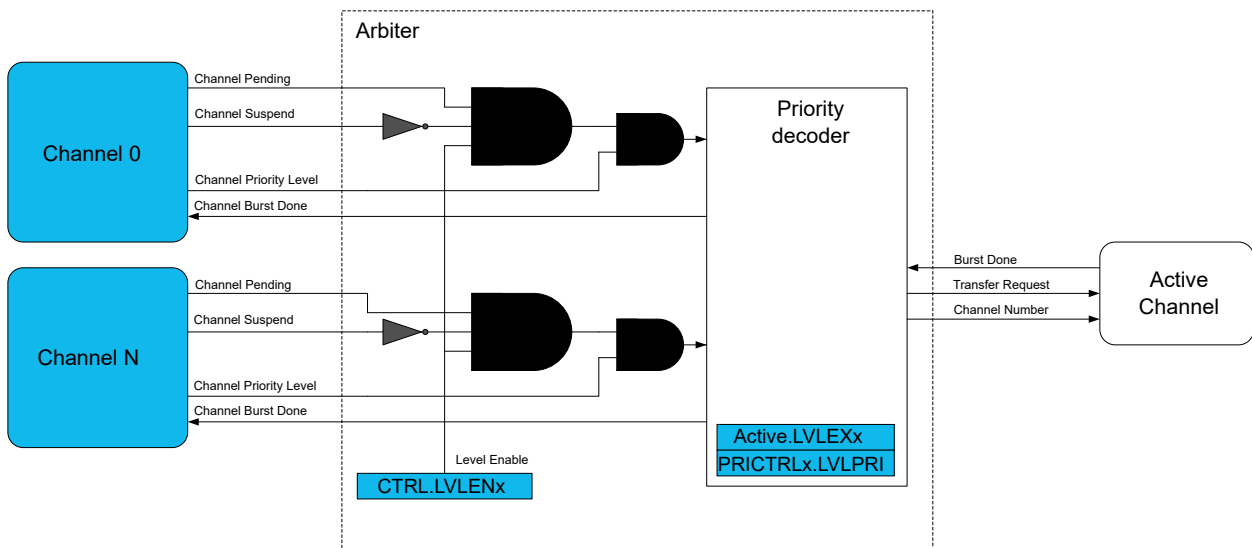 Arbiter
Channel 0
Channel Pending
Channel Suspend
Channel Priority Level
Channel Burst Done
Priority
decoder
Channel N
Channel Pending
Channel Suspend
Channel Priority Level
Channel Burst Done
Burst Done
Transfer Request
Channel Number
Active
Channel
Active.LVLEXx
PRICTRLx.LVLPRI
Level Enable
CTRL.LVLENx